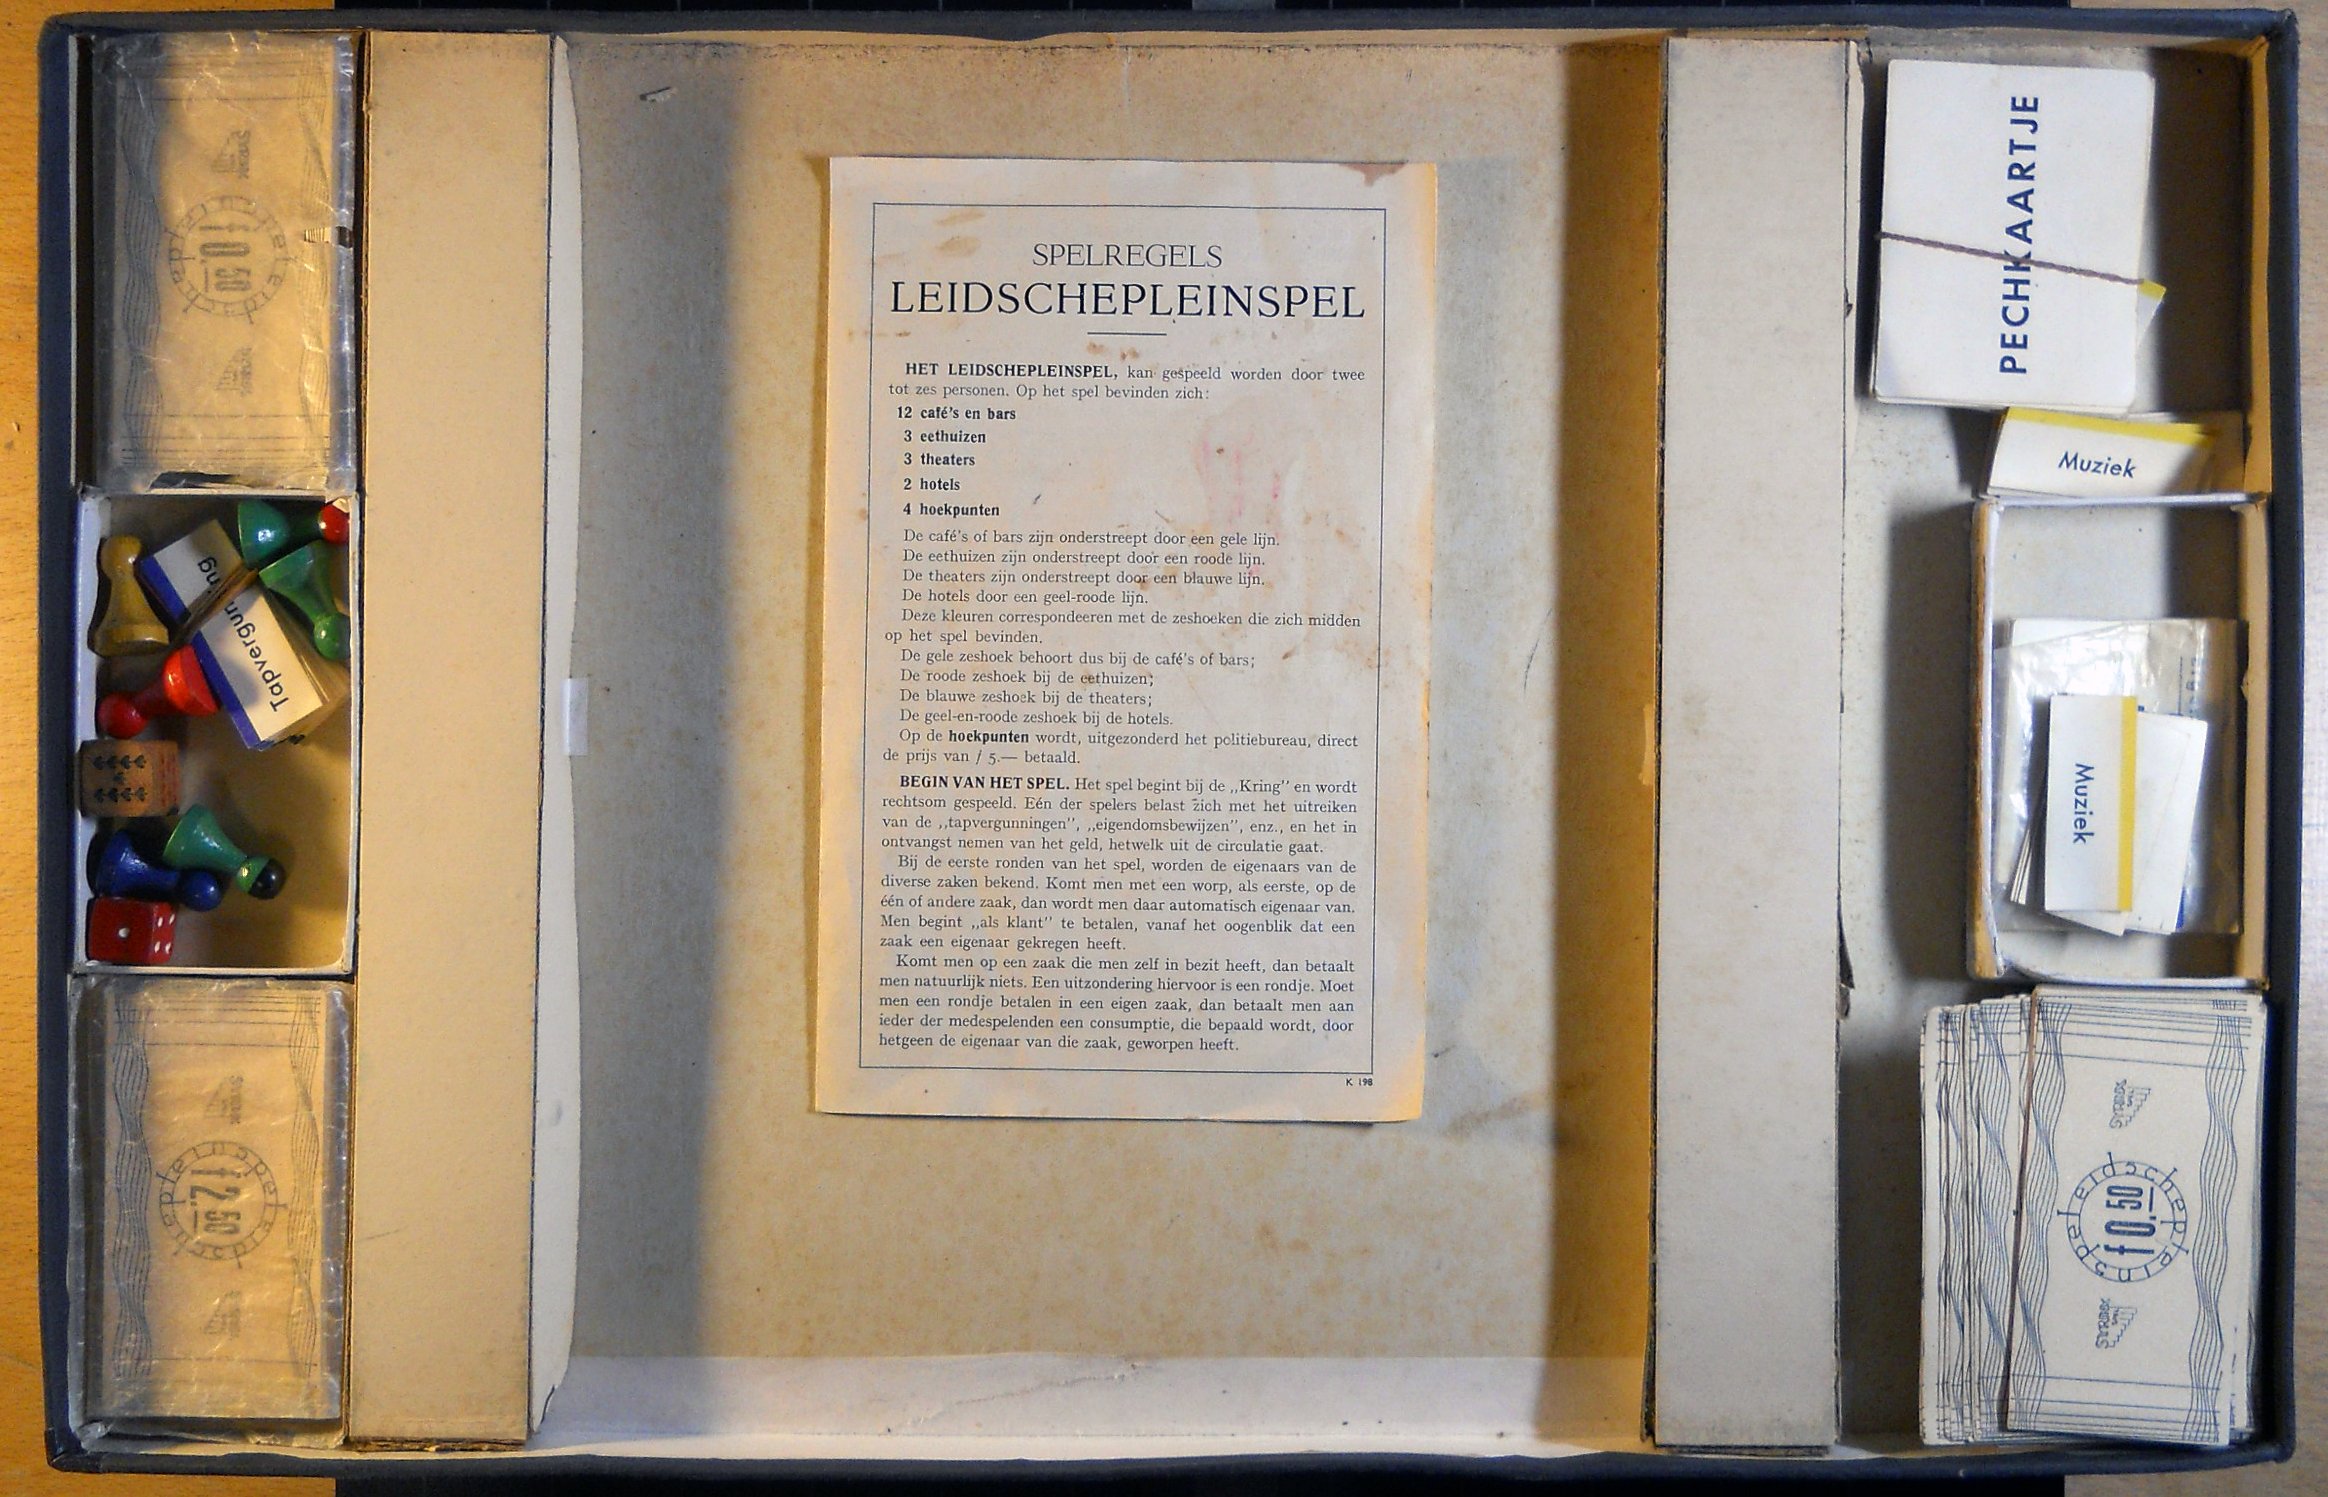 SPELREGELS
LEIDSCHEPLEINSPEL
HET LEIDSCHEPLEINSPEL, kan gespeeld worden door twee
tot zes personen. Op het spel bevinden zich:
12 café's en bars
3 eethuizen
3 theaters
2 hotels
4 hoekpunten
De café's of bars zijn onderstreept door een gele lijn.
De eethuizen zijn onderstreept door een roode lijn.
De theaters zijn onderstreept door een blauwe lijn.
De hotels door een geel-roode lijn.
Deze kleuren correspondeeren met de zeshoeken die zich midden
op het spel bevinden.
De gele zeshoek behoort dus bij de café's of bars;
De roode zeshoek bij de eethuizen;
De blauwe zeshoek bij de theaters;
De geel-en-roode zeshoek bij de hotels.
Op de hoekpunten wordt, uitgezonderd het politiebureau, direct
de prijs van f 5.— betaald.
BEGIN VAN HET SPEL. Het spel begint bij de ,,Kring" en wordt
rechtsom gespeeld. Eén der spelers belast zich met het uitreiken
van de ,,tapvergunningen", ,,eigendomsbewijzen", enz., en het in
ontvangst nemen van het geld, hetwelk uit de circulatie gaat.
Bij de eerste ronden van het spel, worden de eigenaars van de
diverse zaken bekend. Komt men met een worp, als eerste, op de
één of andere zaak, dan wordt men daar automatisch eigenaar van.
Men begint ,,als klant" te betalen, vanaf het oogenblik dat een
zaak een eigenaar gekregen heeft.
Komt men op een zaak die men zelf in bezit heeft, dan betaalt
men natuurlijk niets. Een uitzondering hiervoor is een rondje. Moet
men een rondje betalen in een eigen zaak, dan betaalt men aan
ieder der medespelenden een consumptie, die bepaald wordt, door
hetgeen de eigenaar van die zaak, geworpen heeft.
K 198
leidschepleinspel
f 0,50
Tapvergun
ing
leidschepleinspel
f 2,50
PECHKAARTJE
Muziek
Muziek
leidschepleinspel
f 0,50